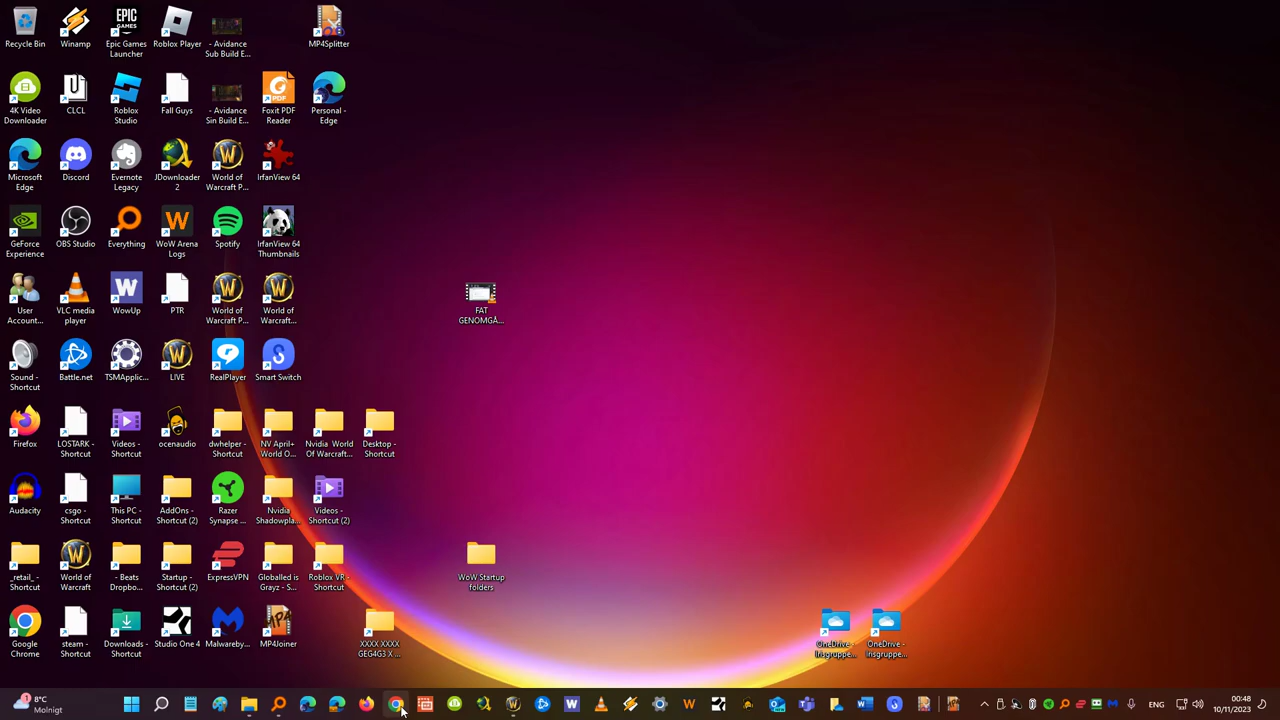 Recycle Bin
Winamp
Epic Games
Launcher
Roblox Player
- Avidance
Sub Build E...
MP4Splitter
4K Video
Downloader
CLCL
Roblox
Studio
Fall Guys
- Avidance
Sin Build E...
Foxit PDF
Reader
Personal -
Edge
Microsoft
Edge
Discord
Evernote
Legacy
JDownloader
2
World of
Warcraft P...
IrfanView 64
GeForce
Experience
OBS Studio
Everything
WoW Arena
Logs
Spotify
IrfanView 64
Thumbnails
User
Account...
VLC media
player
WowUp
PTR
World of
Warcraft P...
World of
Warcraft...
FAT
GENOMGÅ...
Sound -
Shortcut
Battle.net
TSMApplic...
LIVE
RealPlayer
Smart Switch
Firefox
LOSTARK -
Shortcut
Videos -
Shortcut
ocenaudio
dwhelper -
Shortcut
NV April+
World O...
Nvidia World
Of Warcraft...
Desktop -
Shortcut
Audacity
csgo -
Shortcut
This PC -
Shortcut
AddOns -
Shortcut (2)
Razer
Synapse ...
Nvidia
Shadowpla...
Videos -
Shortcut (2)
_retail_ -
Shortcut
World of
Warcraft
- Beats
Dropbo...
Startup -
Shortcut (2)
ExpressVPN
Globalled is
Grayz - S...
Roblox VR -
Shortcut
WoW Startup
folders
Google
Chrome
steam -
Shortcut
Downloads -
Shortcut
Studio One 4
Malwareby...
MP4Joiner
XXXX XXXX
GEG4G3 X ...
OneDrive -
Irisgruppe...
OneDrive -
Irisgruppe...
8°C
Molnigt
ENG
00:48
10/11/2023